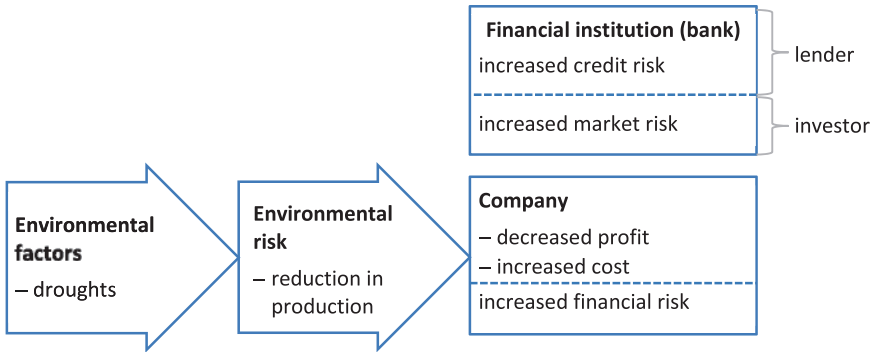 Financial institution (bank)
increased credit risk
lender
increased market risk
investor
Environmental
factors
– droughts
Environmental
risk
– reduction in
production
Company
– decreased profit
– increased cost
increased financial risk